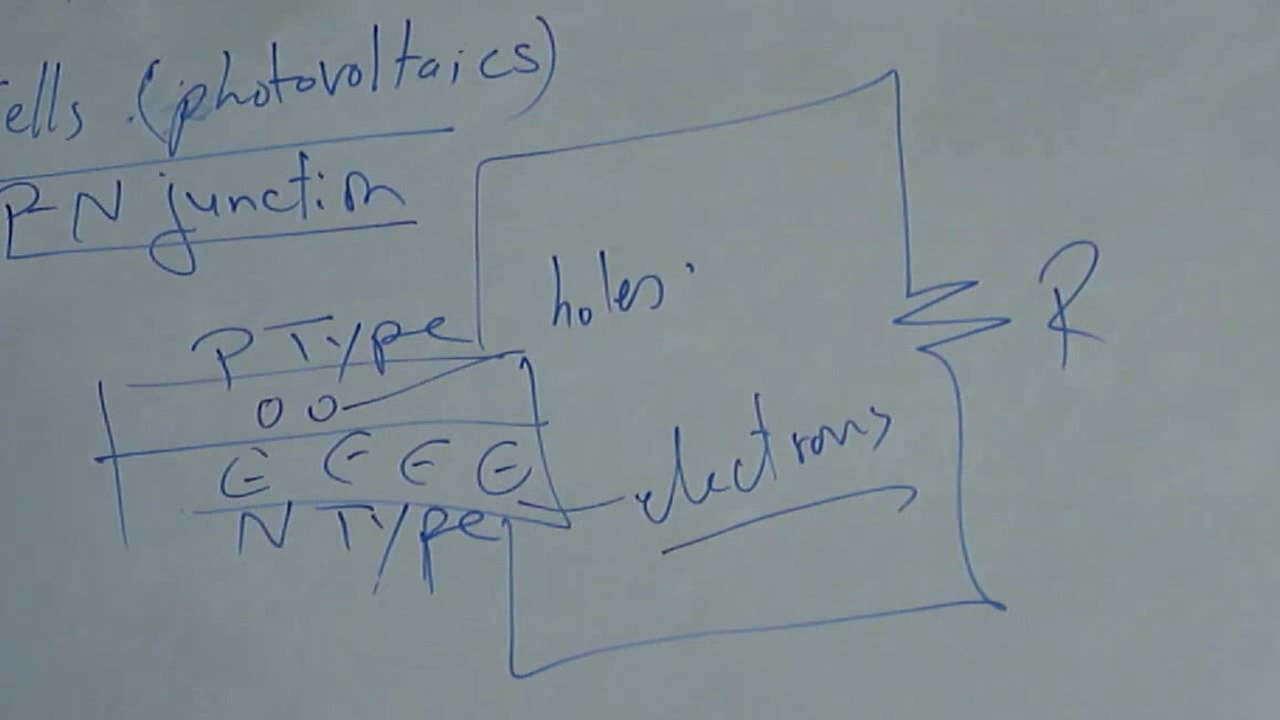 ells (photovoltaics)
PN junction
P Type
holes
R
o o
electrons
N Type